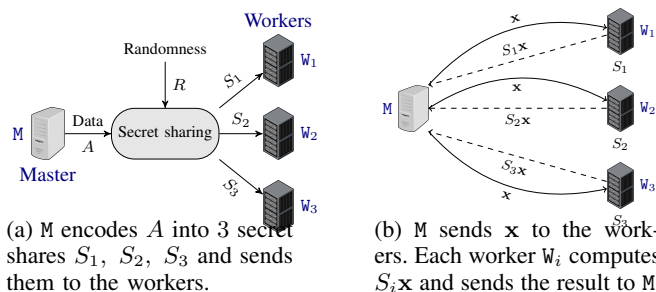 Workers
Randomness
R
S₁
W₁
Data
M
A
Secret sharing
S₂
W₂
Master
S₃
W₃
(a) M encodes A into 3 secret
shares S₁, S₂, S₃ and sends
them to the workers.
x
W₁
S₁x
S₁
x
M
W₂
S₂x
S₂
S₃x
W₃
x
S₃
(b) M sends x to the work-
ers. Each worker Wᵢ computes
Sᵢx and sends the result to M